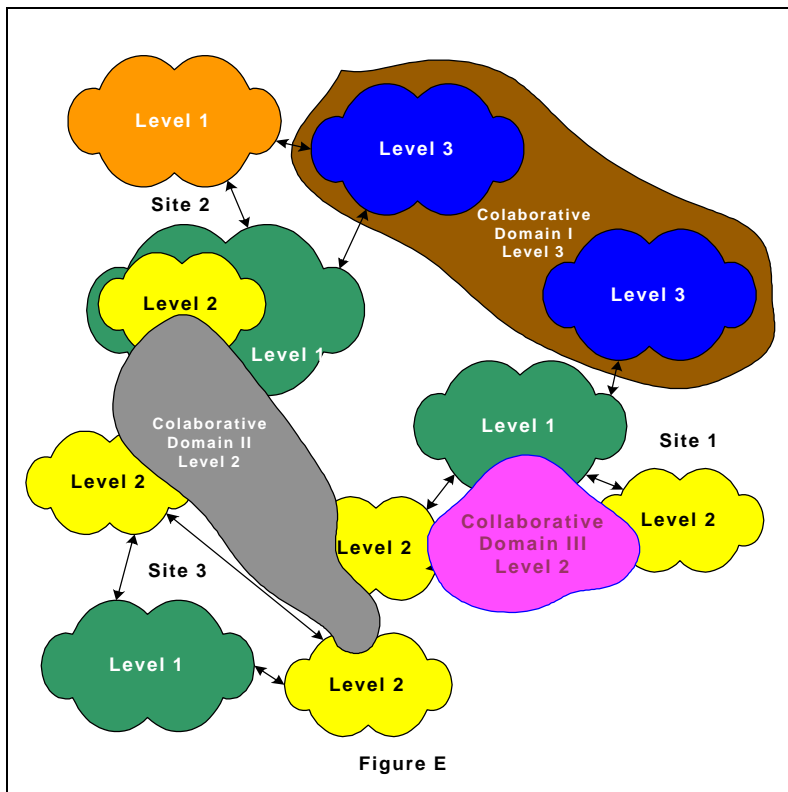 Level 1
Level 3
Site 2
Colaborative
Domain I
Level 3
Level 2
Level 3
Level 1
Colaborative
Domain II
Level 2
Level 1
Site 1
Level 2
Level 2
Level 2
Collaborative
Domain III
Level 2
Site 3
Level 1
Level 2
Figure E